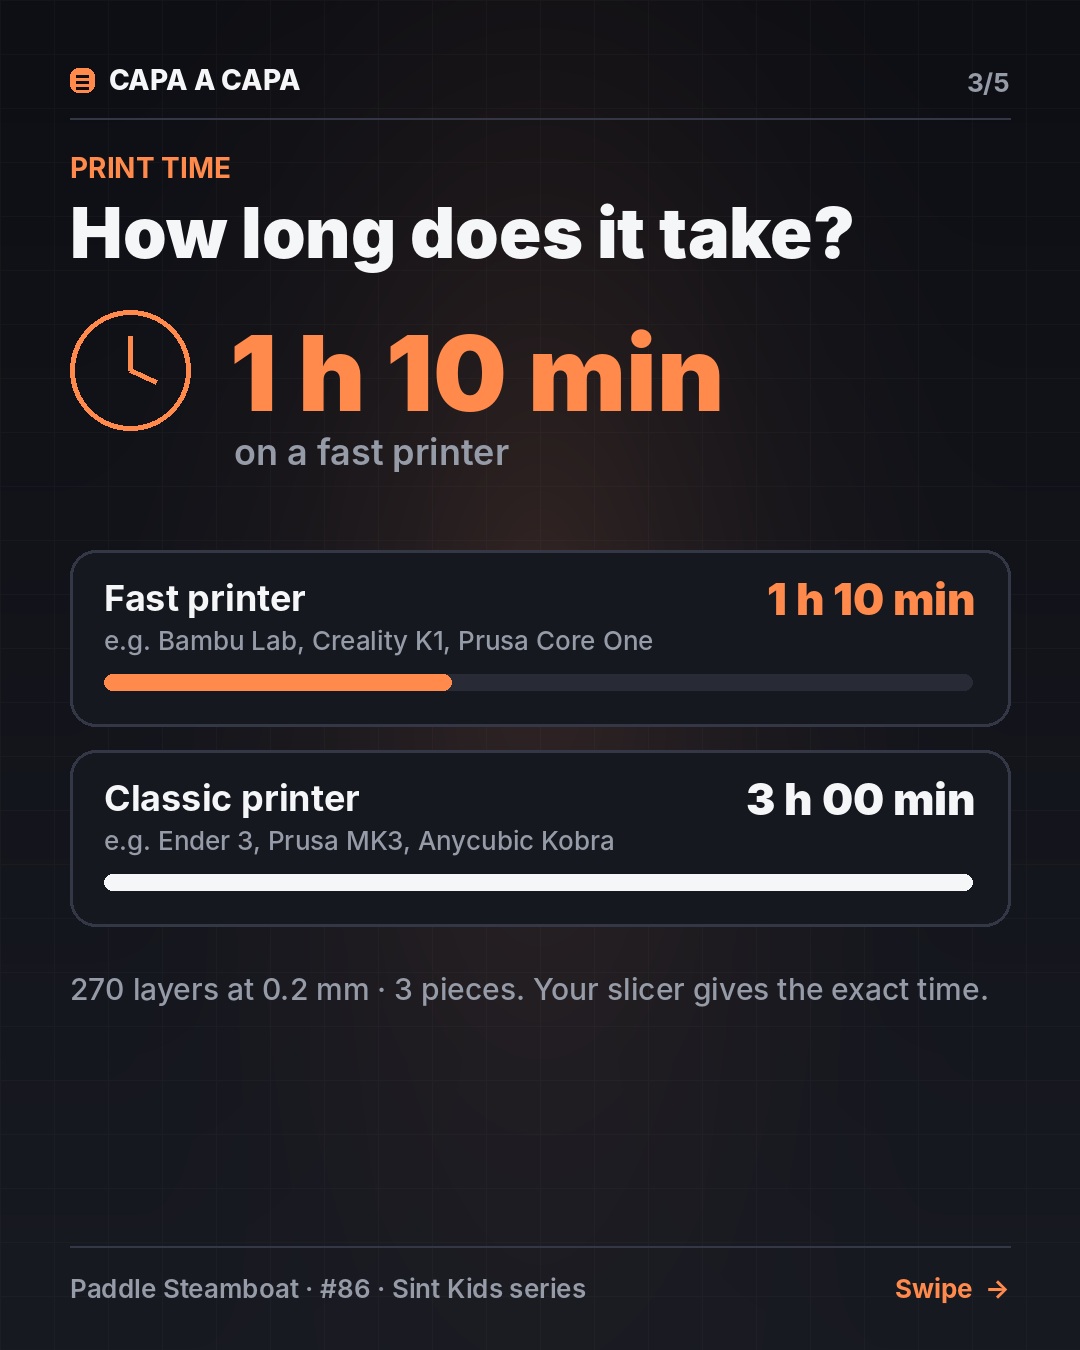 CAPA A CAPA
3/5
PRINT TIME
How long does it take?
1 h 10 min
on a fast printer
Fast printer
1 h 10 min
e.g. Bambu Lab, Creality K1, Prusa Core One
Classic printer
3 h 00 min
e.g. Ender 3, Prusa MK3, Anycubic Kobra
270 layers at 0.2 mm · 3 pieces. Your slicer gives the exact time.
Paddle Steamboat · #86 · Sint Kids series
Swipe →